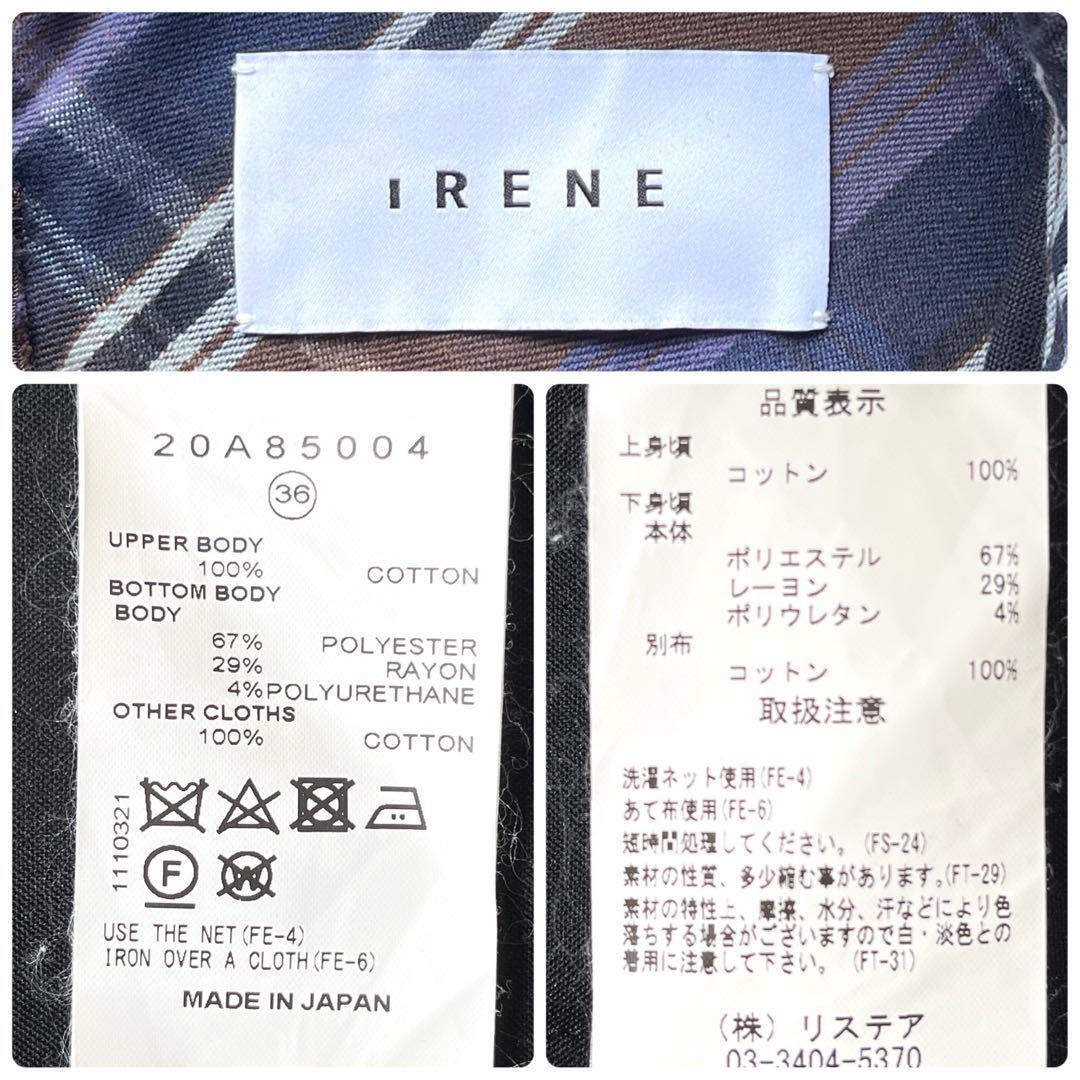 IRENE
20A85004
36
UPPER BODY
100% COTTON
BOTTOM BODY
BODY
67% POLYESTER
29% RAYON
4% POLYURETHANE
OTHER CLOTHS
100% COTTON
1110321
F
W
USE THE NET(FE-4)
IRON OVER A CLOTH(FE-6)
MADE IN JAPAN
品質表示
上身頃
コットン 100%
下身頃
本体
ポリエステル 67%
レーヨン 29%
ポリウレタン 4%
別布
コットン 100%
取扱注意
洗濯ネット使用(FE-4)
あて布使用(FE-6)
短時間処理してください。(FS-24)
素材の性質、多少縮む事があります。(FT-29)
素材の特性上、摩擦、水分、汗などにより色
落ちする場合がございますので白・淡色との
着用に注意して下さい。(FT-31)
(株) リステア
03-3404-5370